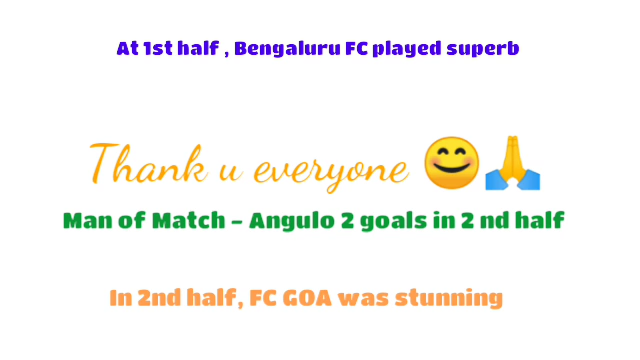 At 1st half , Bengaluru FC played superb
Thank u everyone 😊🙏
Man of Match - Angulo 2 goals in 2 nd half
In 2nd half, FC GOA was stunning